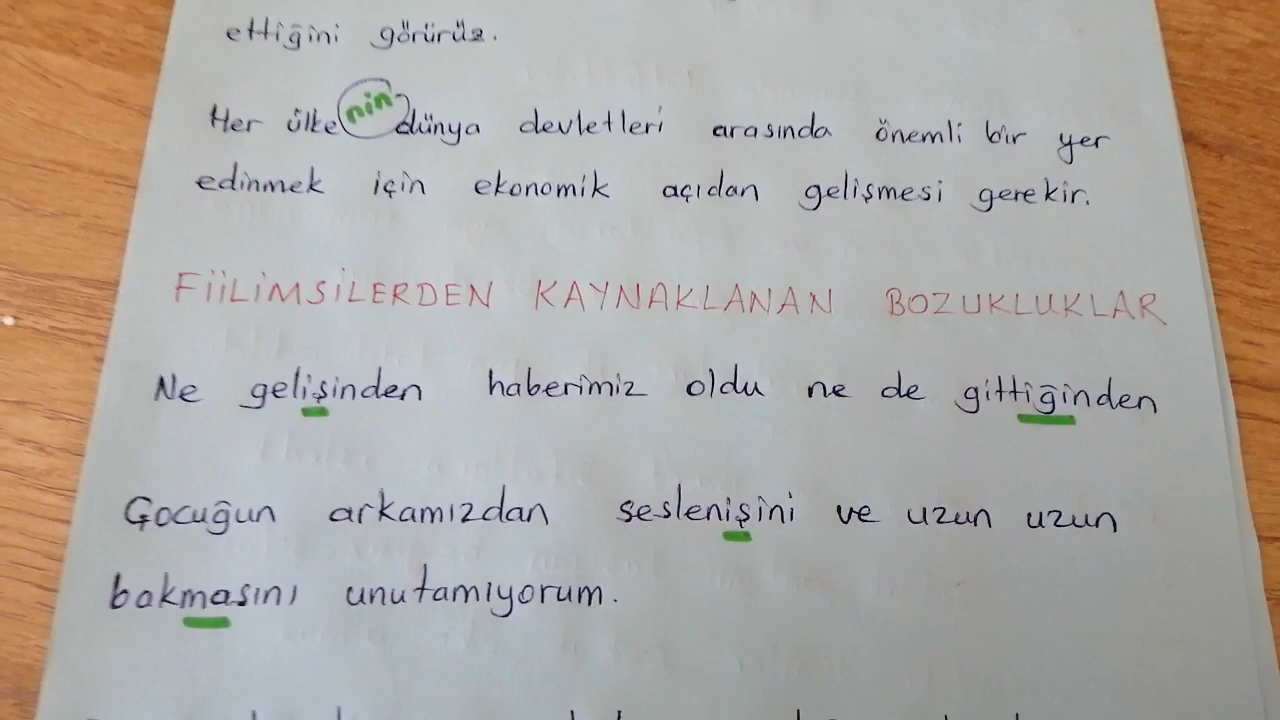 ettiğini görürüz.
Her ülke nin dünya devletleri arasında önemli bir yer
edinmek için ekonomik açıdan gelişmesi gerekir.
FİİLİMSİLERDEN KAYNAKLANAN BOZUKLUKLAR
Ne gelişinden haberimiz oldu ne de gittiğinden
Çocuğun arkamızdan seslenişini ve uzun uzun
bakmasını unutamıyorum.